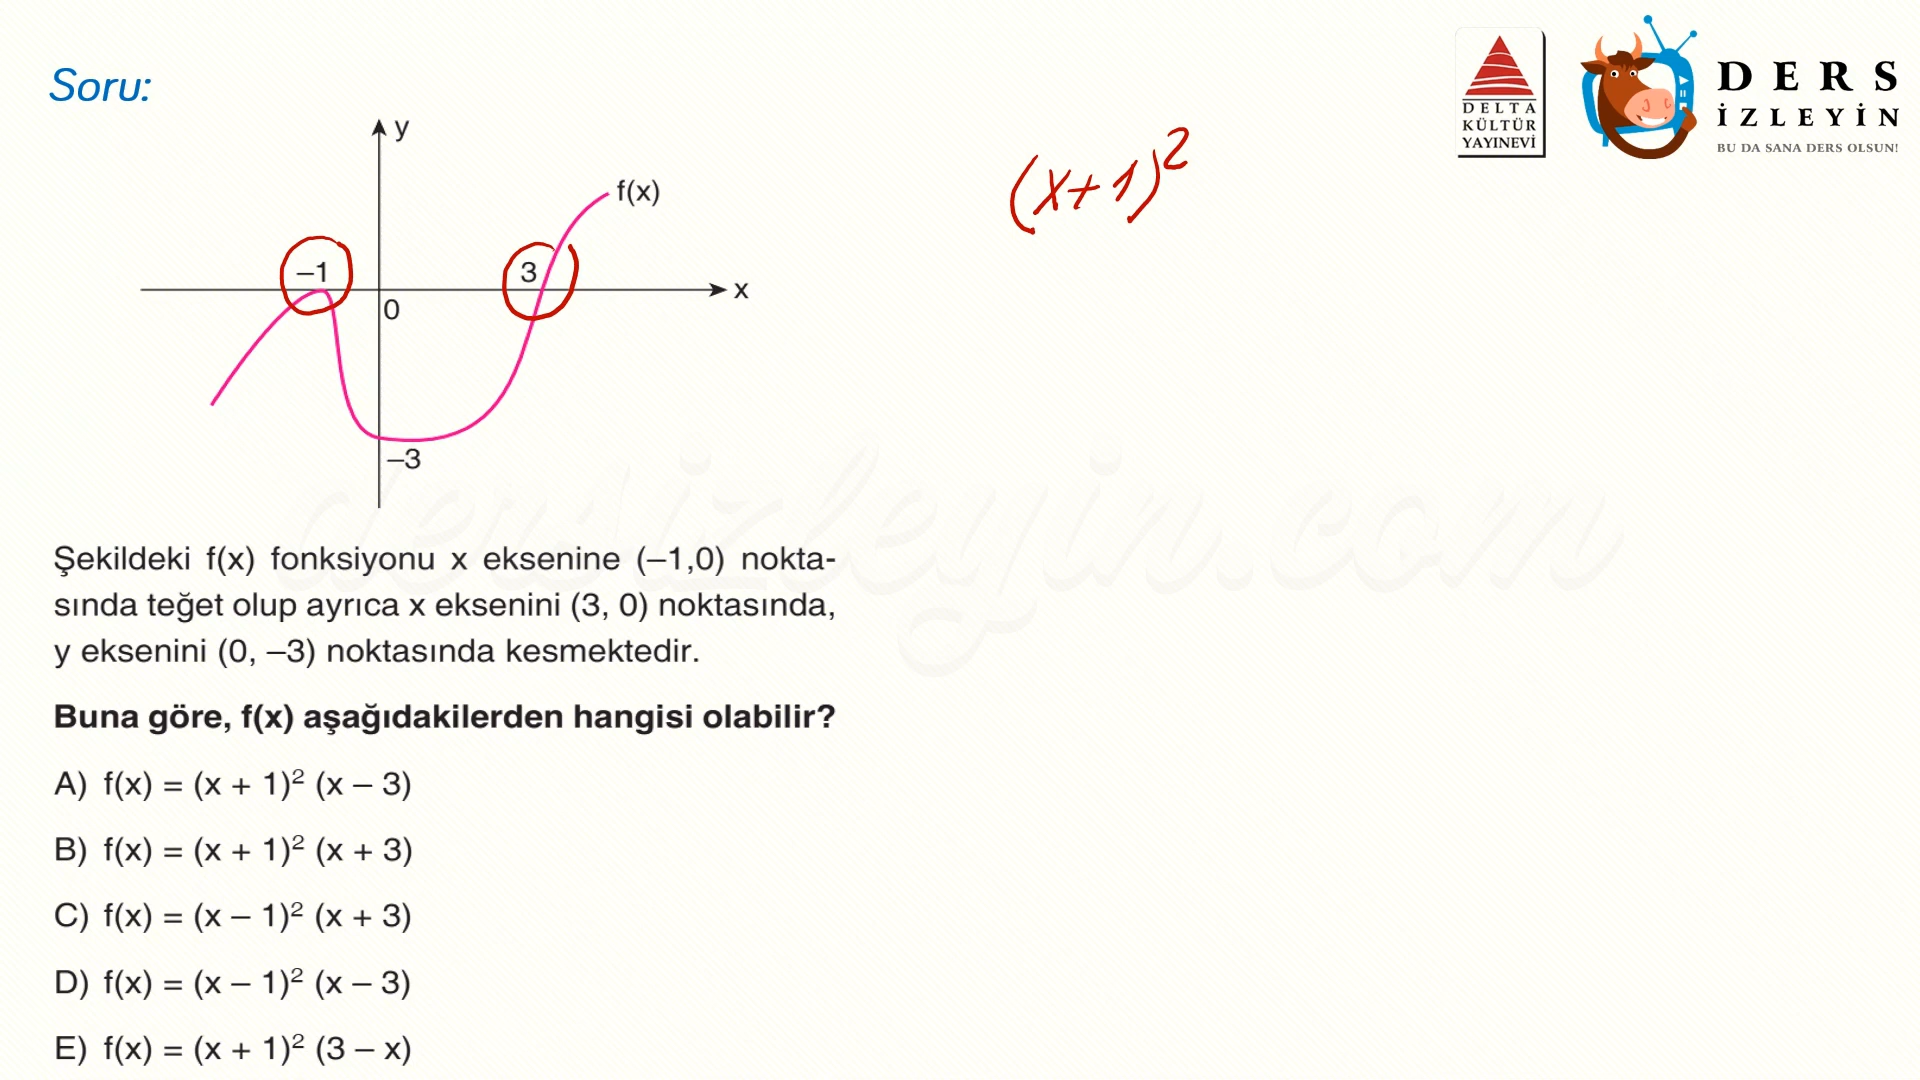 Soru:
DELTA
KÜLTÜR
YAYINEVİ
DERS
İZLEYİN
BU DA SANA DERS OLSUN!
y
f(x)
(x+1)²
–1
3
x
0
–3
dersizleyin.com
Şekildeki f(x) fonksiyonu x eksenine (–1,0) nokta-
sında teğet olup ayrıca x eksenini (3, 0) noktasında,
y eksenini (0, –3) noktasında kesmektedir.
Buna göre, f(x) aşağıdakilerden hangisi olabilir?
A) f(x) = (x + 1)² (x – 3)
B) f(x) = (x + 1)² (x + 3)
C) f(x) = (x – 1)² (x + 3)
D) f(x) = (x – 1)² (x – 3)
E) f(x) = (x + 1)² (3 – x)